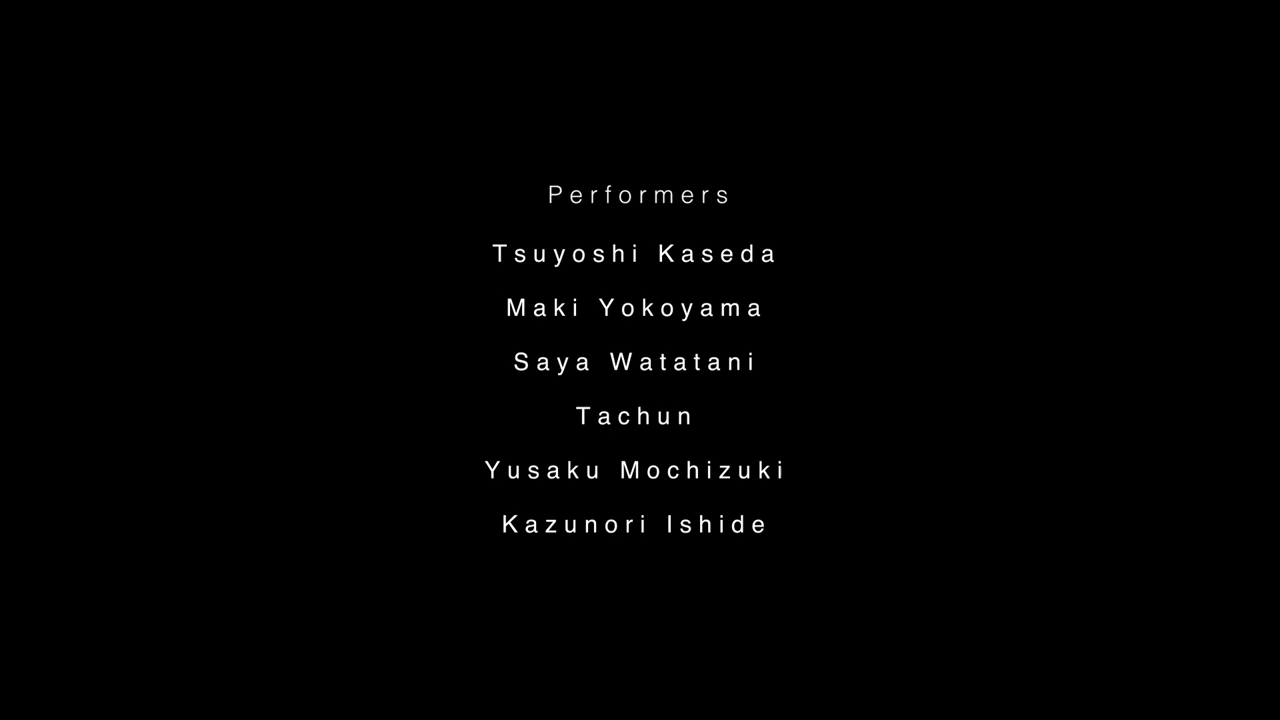 Performers
Tsuyoshi Kaseda
Maki Yokoyama
Saya Watatani
Tachun
Yusaku Mochizuki
Kazunori Ishide